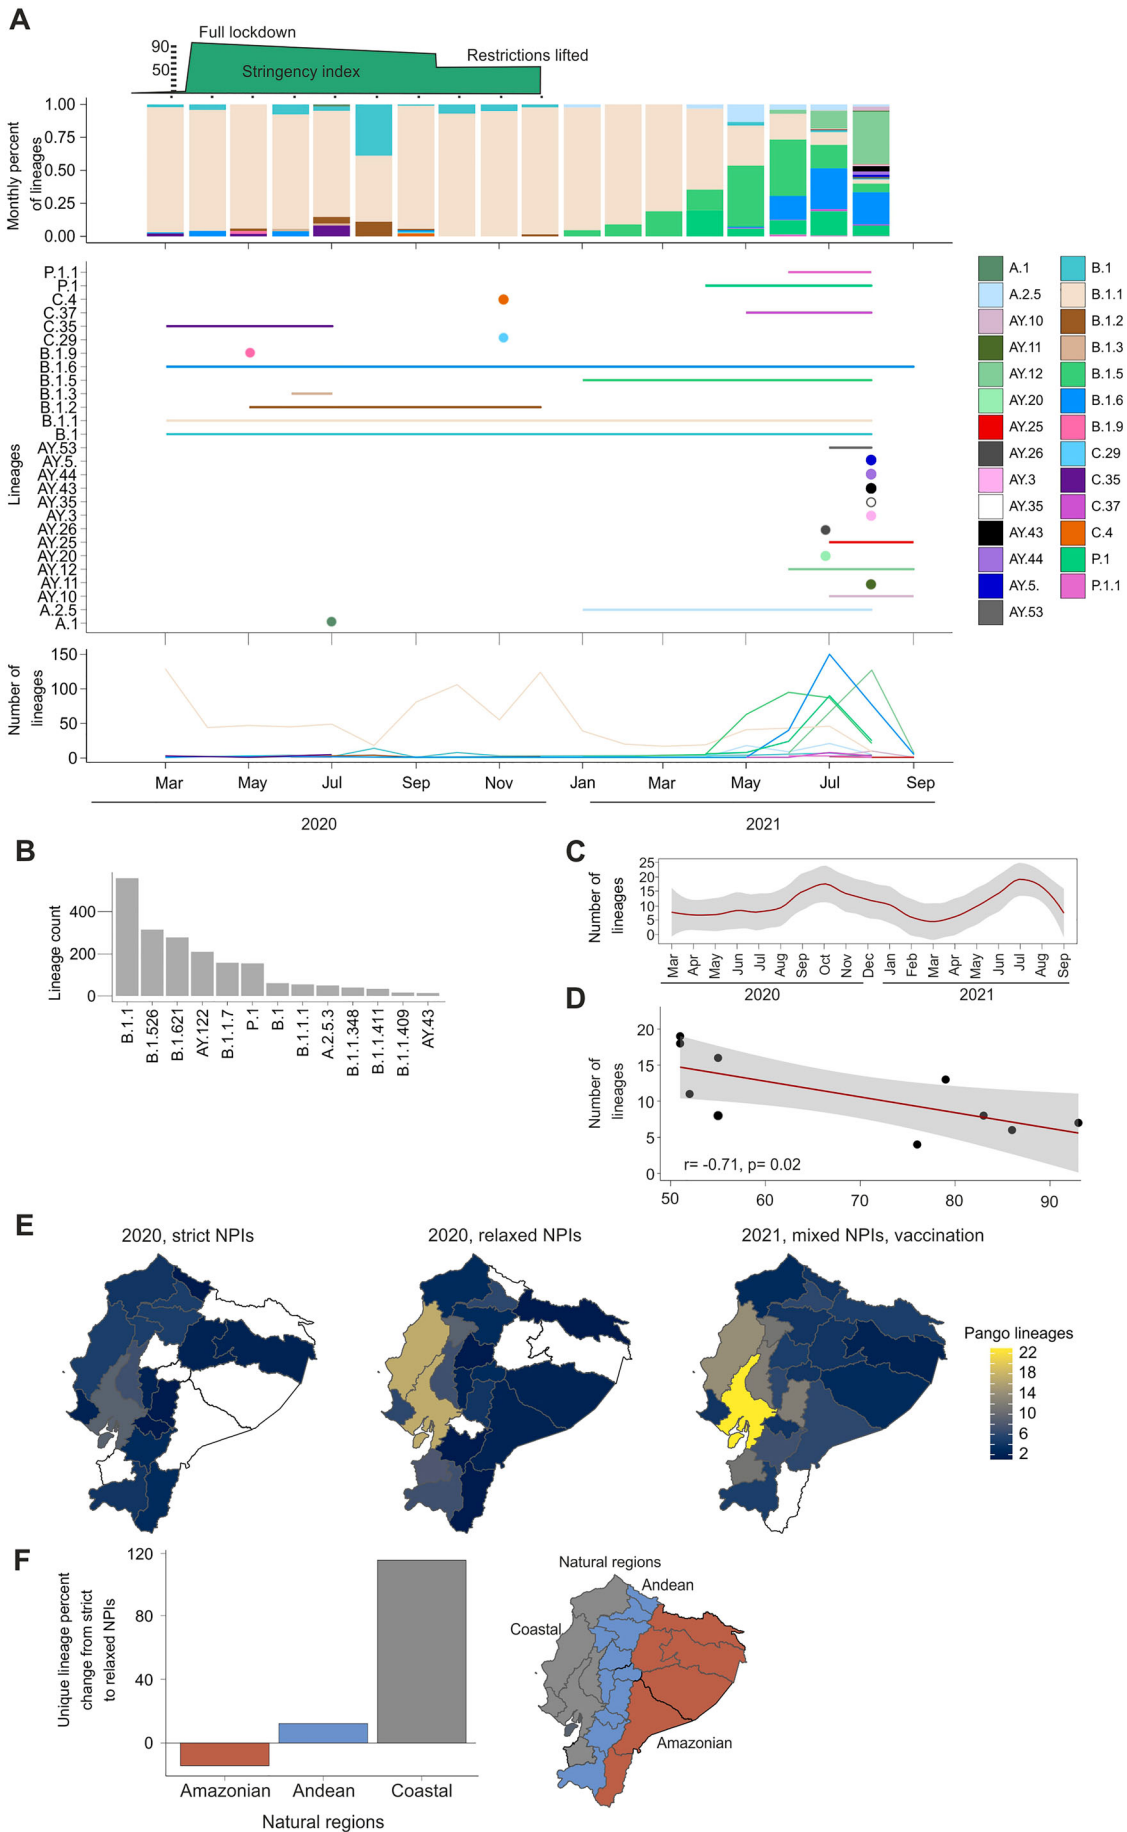 A
Full lockdown
Restrictions lifted
90
50
Stringency index
1.00
0.75
0.50
0.25
0.00
Monthly percent
of lineages
P.1.1
P.1
C.4
C.37
C.35
C.29
B.1.9
B.1.6
B.1.5
B.1.3
B.1.2
B.1.1
B.1
AY.53
AY.5.
AY.44
AY.43
AY.35
AY.3
AY.26
AY.25
AY.20
AY.12
AY.11
AY.10
A.2.5
A.1
Lineages
A.1
A.2.5
AY.10
AY.11
AY.12
AY.20
AY.25
AY.26
AY.3
AY.35
AY.43
AY.44
AY.5.
AY.53
B.1
B.1.1
B.1.2
B.1.3
B.1.5
B.1.6
B.1.9
C.29
C.35
C.37
C.4
P.1
P.1.1
150
100
50
0
Number of
lineages
Mar May Jul Sep Nov Jan Mar May Jul Sep
2020 2021
B
Lineage count
400
200
0
B.1.1
B.1.526
B.1.621
AY.122
B.1.1.7
P.1
B.1
B.1.1.1
A.2.5.3
B.1.1.348
B.1.1.411
B.1.1.409
AY.43
C
Number of
lineages
25
20
15
10
5
0
Mar Apr May Jun Jul Aug Sep Oct Nov Dec Jan Feb Mar Apr May Jun Jul Aug Sep
2020 2021
D
Number of
lineages
20
15
10
5
0
r= -0.71, p= 0.02
50 60 70 80 90
E
2020, strict NPIs
2020, relaxed NPIs
2021, mixed NPIs, vaccination
Pango lineages
22
18
14
10
6
2
F
Unique lineage percent
change from strict
to relaxed NPIs
120
80
40
0
Amazonian Andean Coastal
Natural regions
Natural regions
Andean
Coastal
Amazonian